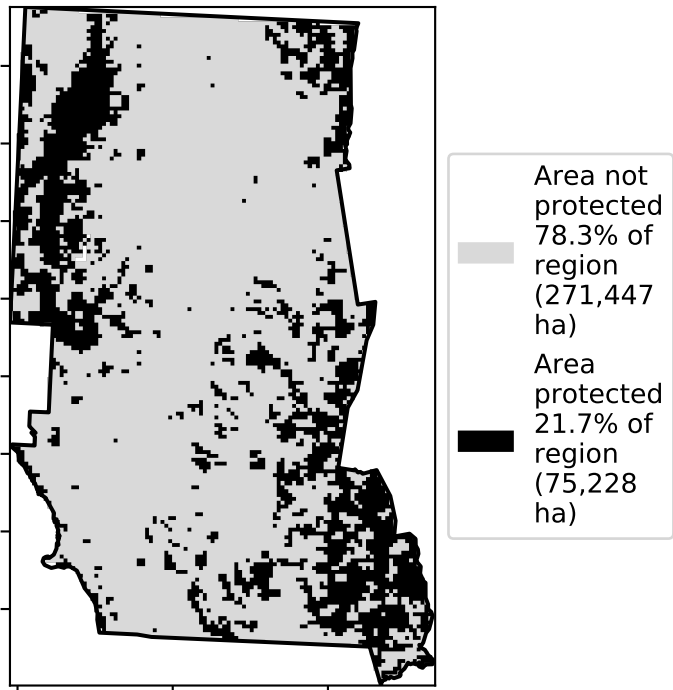 Area not
protected
78.3% of
region
(271,447
ha)
Area
protected
21.7% of
region
(75,228
ha)